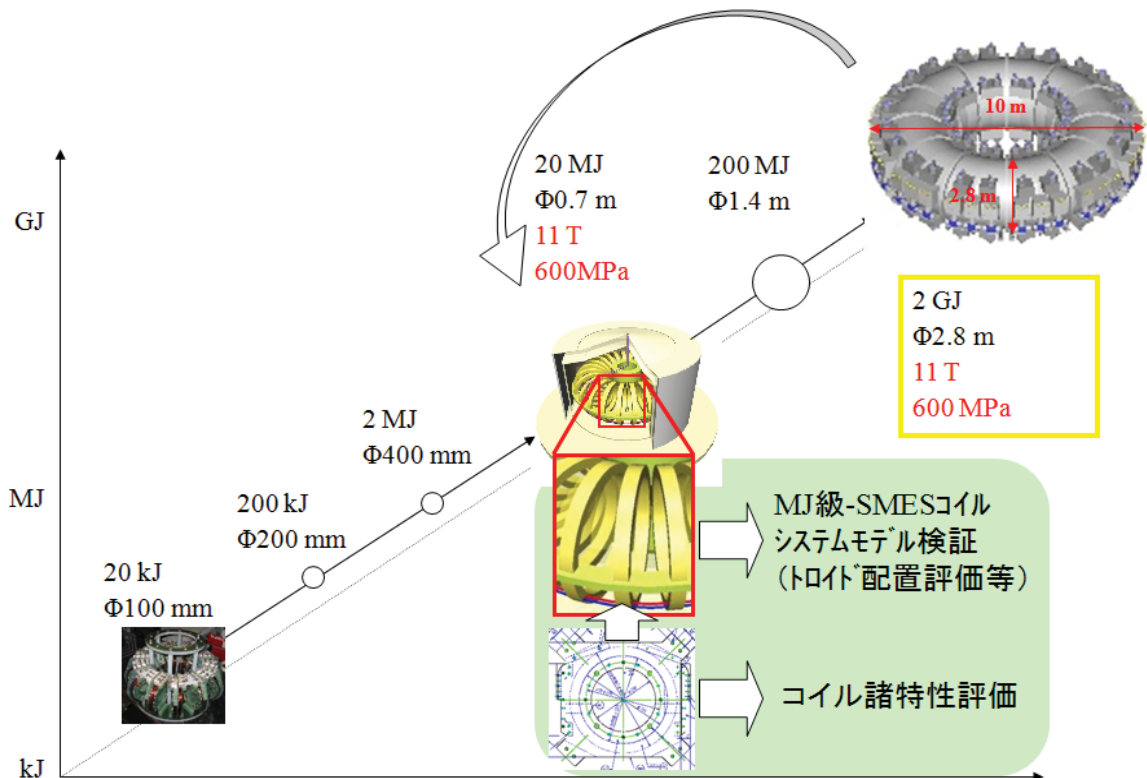 10 m
2.8 m
20 MJ
Φ0.7 m
11 T
600MPa
200 MJ
Φ1.4 m
GJ
2 GJ
Φ2.8 m
11 T
600 MPa
2 MJ
Φ400 mm
MJ
200 kJ
Φ200 mm
20 kJ
Φ100 mm
MJ級-SMESコイル
システムモデル検証
(トロイド配置評価等)
コイル諸特性評価
kJ